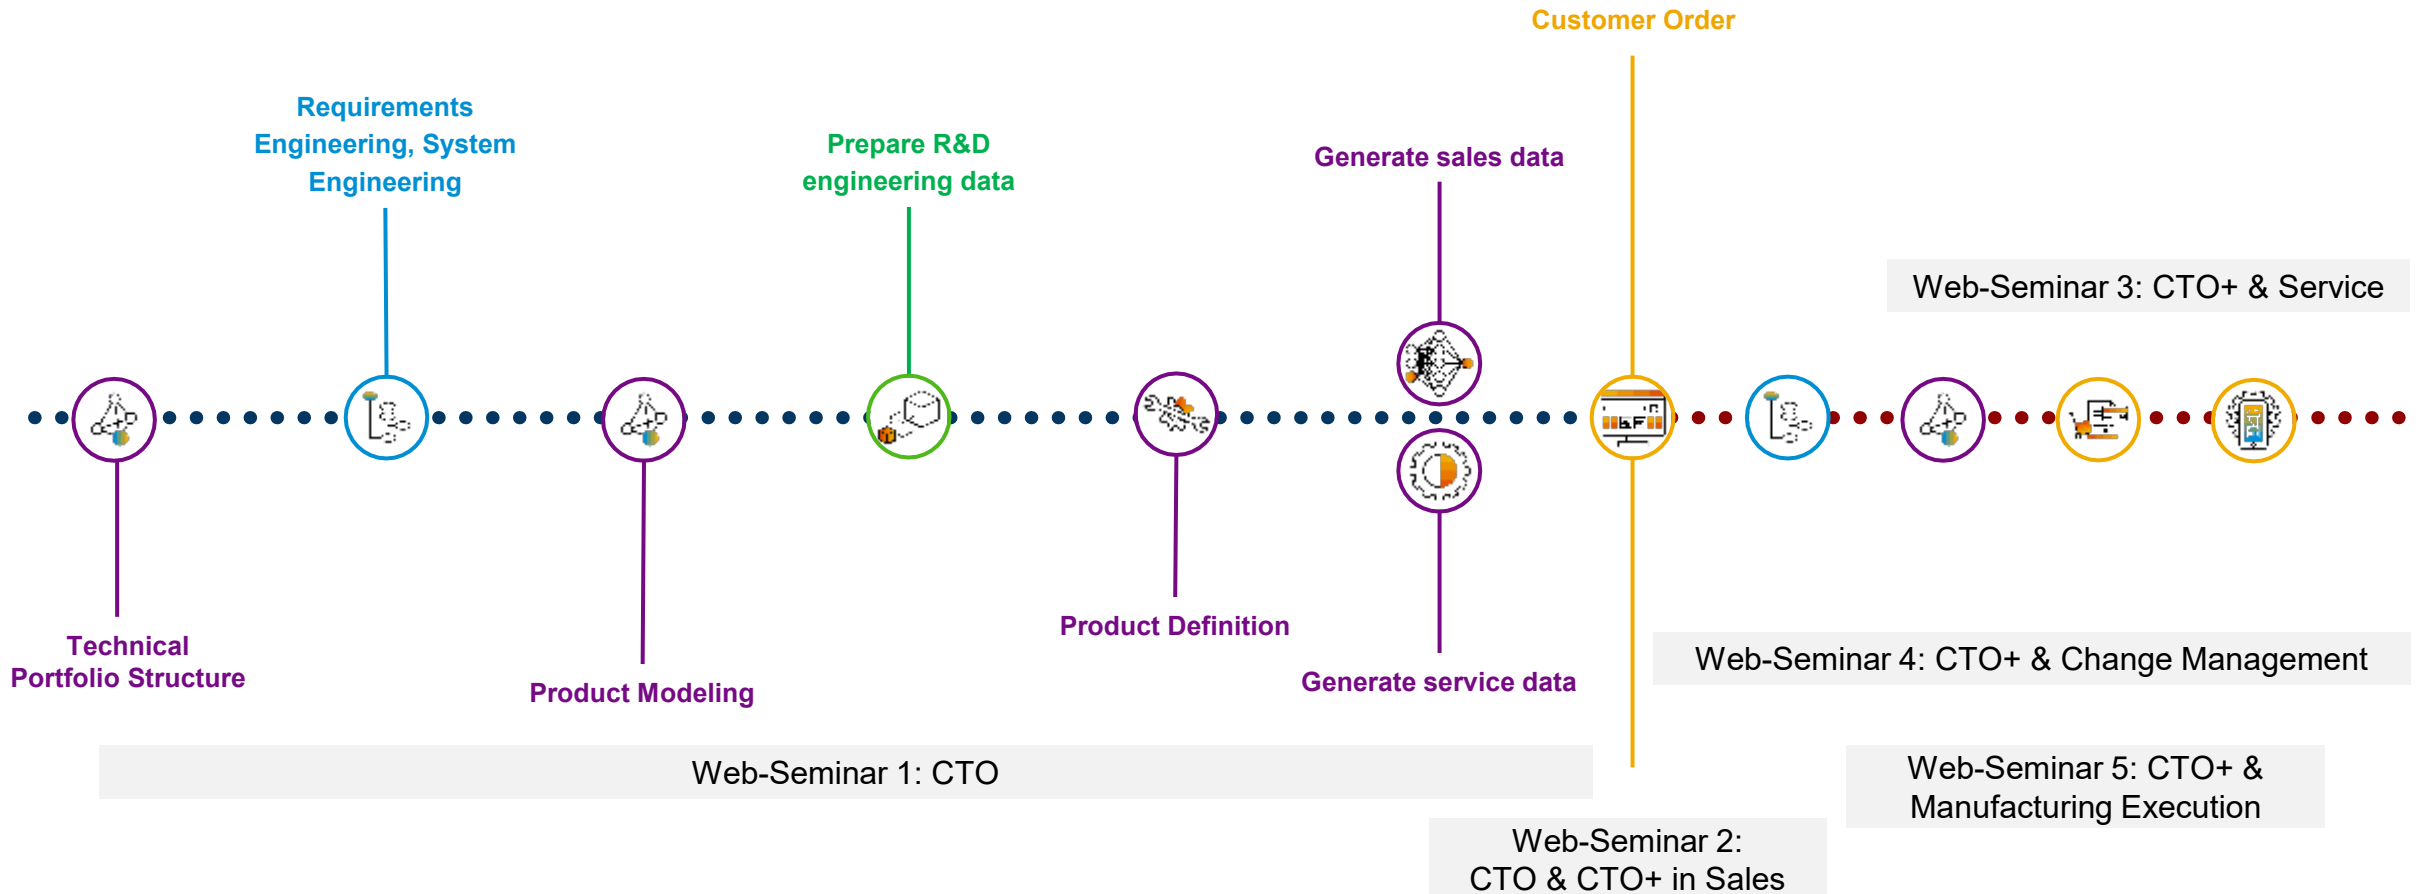 Customer Order
Requirements
Engineering, System
Engineering
Prepare R&D
engineering data
Generate sales data
Web-Seminar 3: CTO+ & Service
Technical
Portfolio Structure
Product Modeling
Product Definition
Generate service data
Web-Seminar 4: CTO+ & Change Management
Web-Seminar 1: CTO
Web-Seminar 5: CTO+ &
Manufacturing Execution
Web-Seminar 2:
CTO & CTO+ in Sales